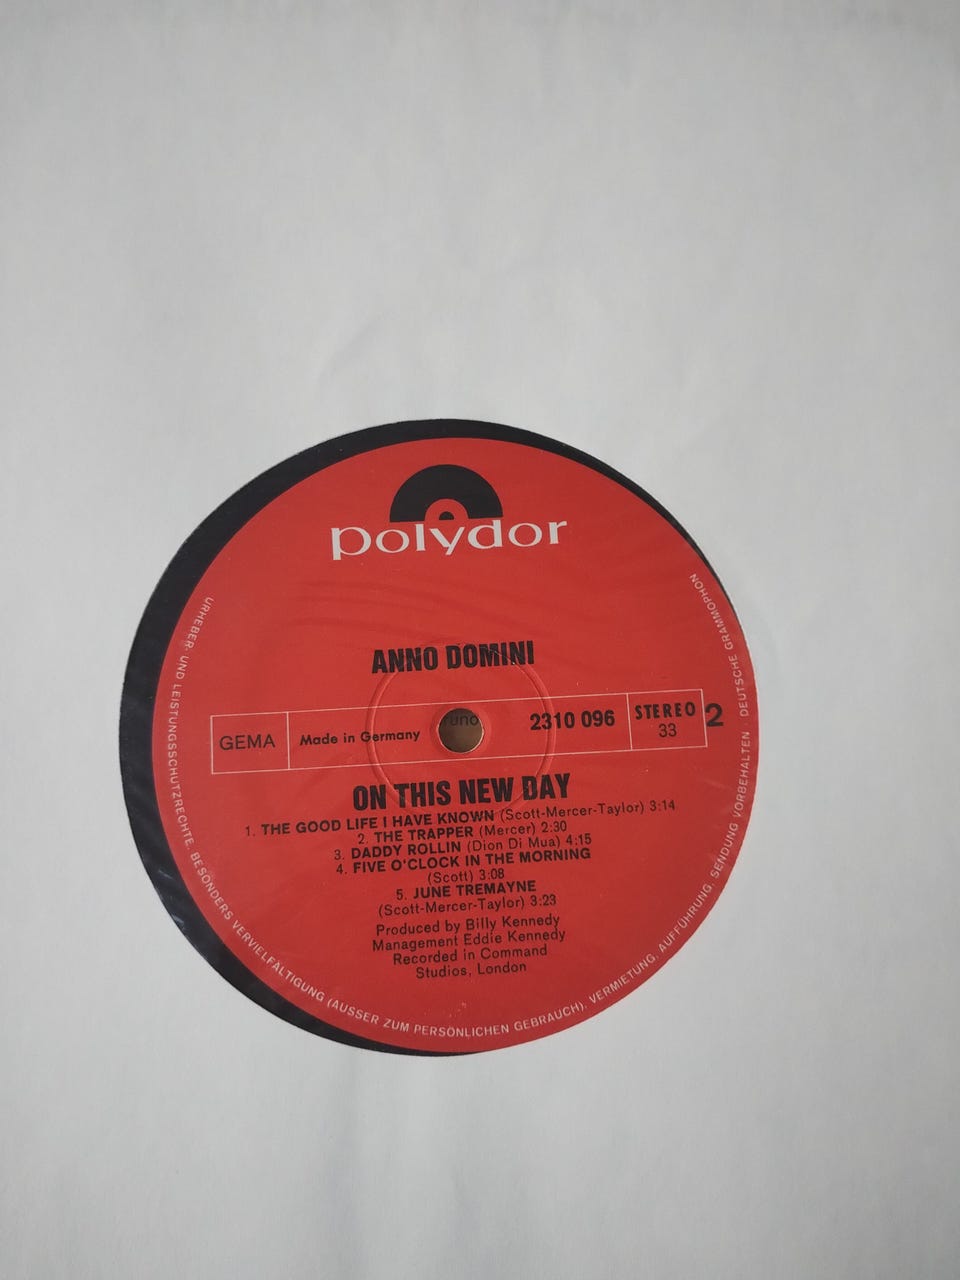 polydor
ANNO DOMINI
GEMA
Made in Germany
2310 096
STEREO
33
2
ON THIS NEW DAY
1. THE GOOD LIFE I HAVE KNOWN (Scott-Mercer-Taylor) 3:14
2. THE TRAPPER (Mercer) 2:30
3. DADDY ROLLIN (Dion Di Mua) 4:15
4. FIVE O'CLOCK IN THE MORNING
(Scott) 3:08
5. JUNE TREMAYNE
(Scott-Mercer-Taylor) 3:23
Produced by Billy Kennedy
Management Eddie Kennedy
Recorded in Command
Studios, London
URHEBER- UND LEISTUNGSSCHUTZRECHTE, BESONDERS VERVIELFÄLTIGUNG (AUSSER ZUM PERSÖNLICHEN GEBRAUCH), VERMIETUNG, AUFFÜHRUNG, SENDUNG VORBEHALTEN · DEUTSCHE GRAMMOPHON